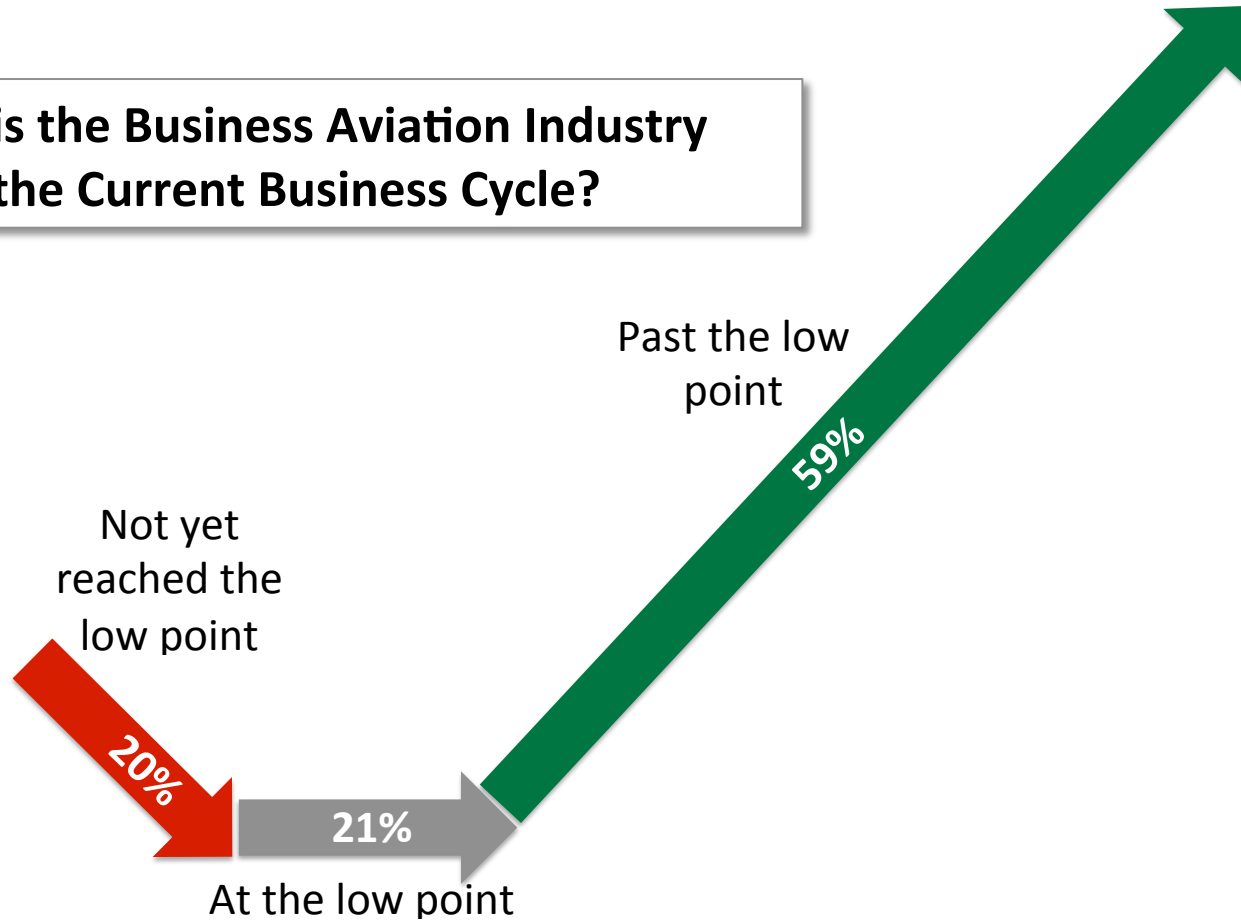 is the Business Aviation Industry
the Current Business Cycle?
Past the low
point
59%
Not yet
reached the
low point
20%
21%
At the low point